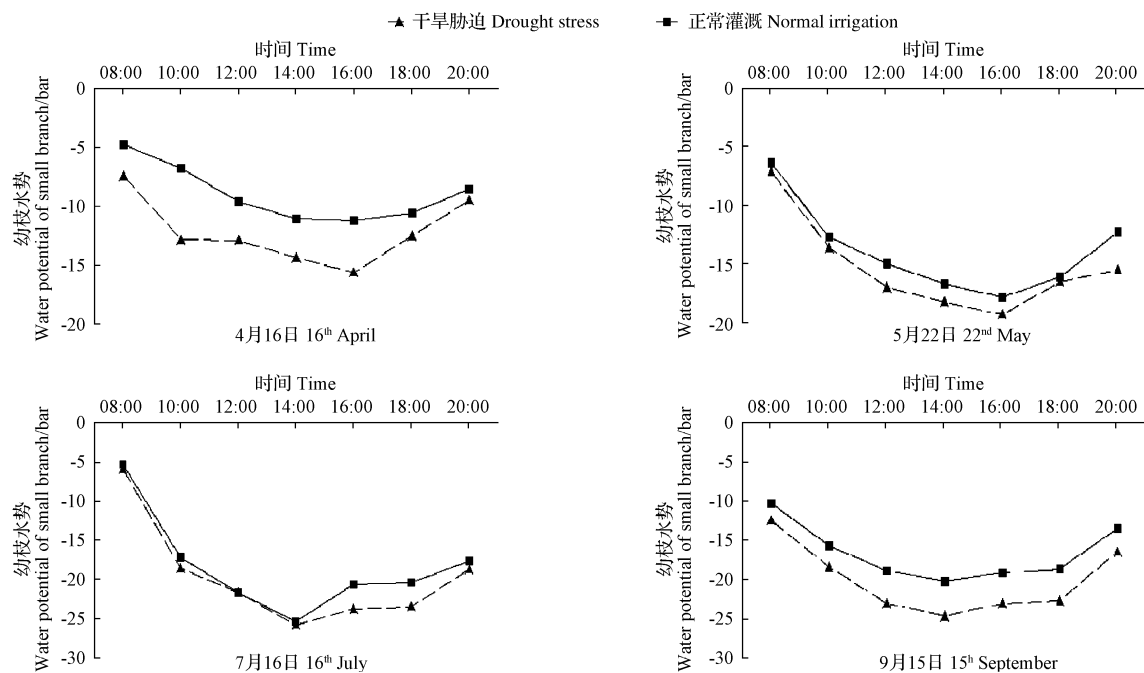 干旱胁迫 Drought stress 正常灌溉 Normal irrigation
时间 Time
08:00 10:00 12:00 14:00 16:00 18:00 20:00
0
-5
-10
-15
-20
幼枝水势
Water potential of small branch/bar
4月16日 16th April
时间 Time
08:00 10:00 12:00 14:00 16:00 18:00 20:00
0
-5
-10
-15
-20
幼枝水势
Water potential of small branch/bar
5月22日 22nd May
时间 Time
08:00 10:00 12:00 14:00 16:00 18:00 20:00
0
-5
-10
-15
-20
-25
-30
幼枝水势
Water potential of small branch/bar
7月16日 16th July
时间 Time
08:00 10:00 12:00 14:00 16:00 18:00 20:00
0
-5
-10
-15
-20
-25
-30
幼枝水势
Water potential of small branch/bar
9月15日 15h September